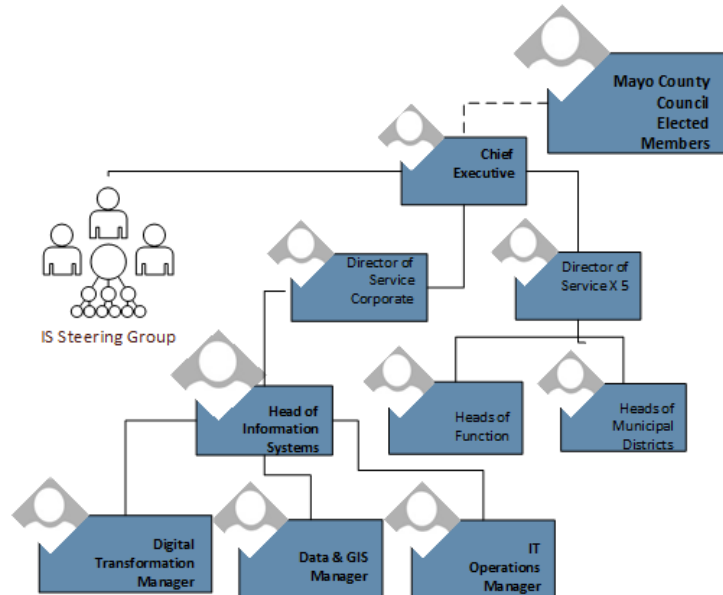 Mayo County
Council
Elected
Members
Chief
Executive
Director of
Service
Corporate
Director of
Service X 5
IS Steering Group
Head of
Information
Systems
Heads of
Function
Heads of
Municipal
Districts
Digital
Transformation
Manager
Data & GIS
Manager
IT
Operations
Manager